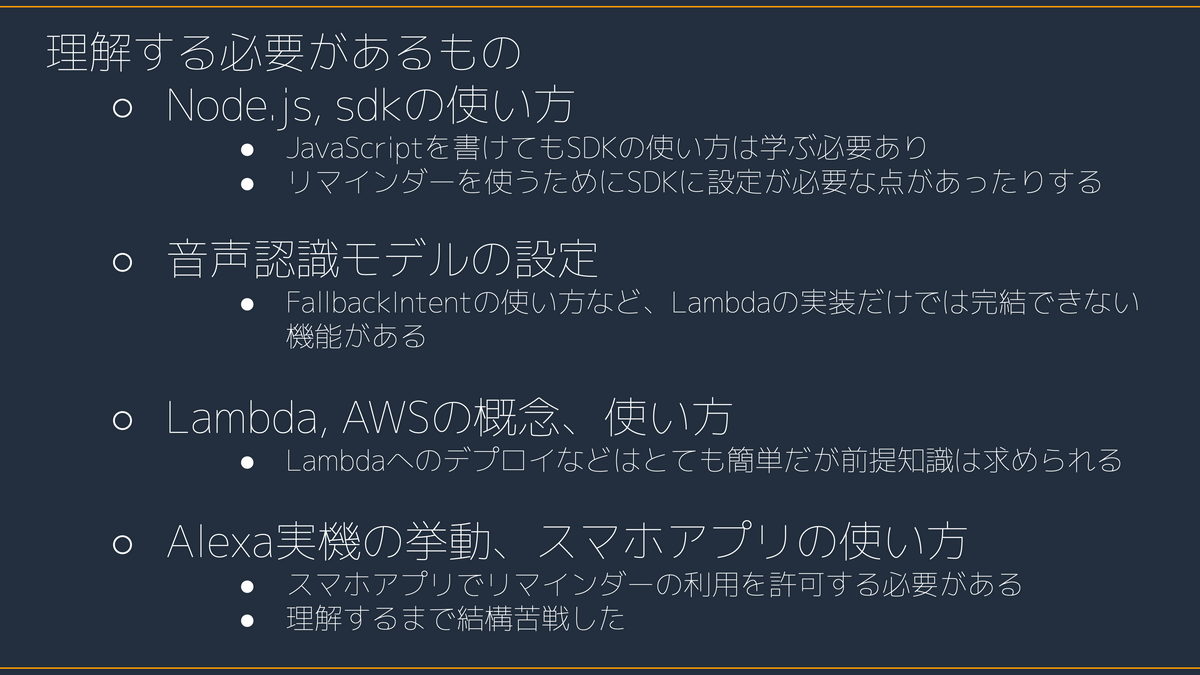 理解する必要があるもの
○ Node.js, sdkの使い方
● JavaScriptを書けてもSDKの使い方は学ぶ必要あり
● リマインダーを使うためにSDKに設定が必要な点があったりする
○ 音声認識モデルの設定
● FallbackIntentの使い方など、Lambdaの実装だけでは完結できない
機能がある
○ Lambda, AWSの概念、使い方
● Lambdaへのデプロイなどはとても簡単だが前提知識は求められる
○ Alexa実機の挙動、スマホアプリの使い方
● スマホアプリでリマインダーの利用を許可する必要がある
● 理解するまで結構苦戦した